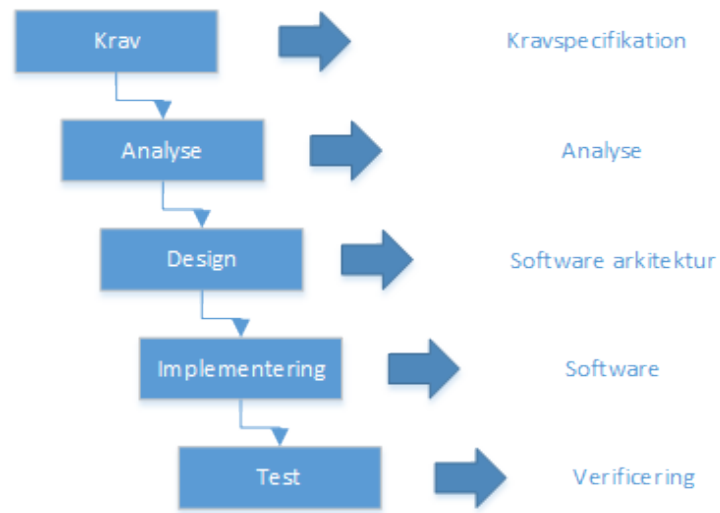 Krav
Kravspecifikation
Analyse
Analyse
Design
Software arkitektur
Implementering
Software
Test
Verificering